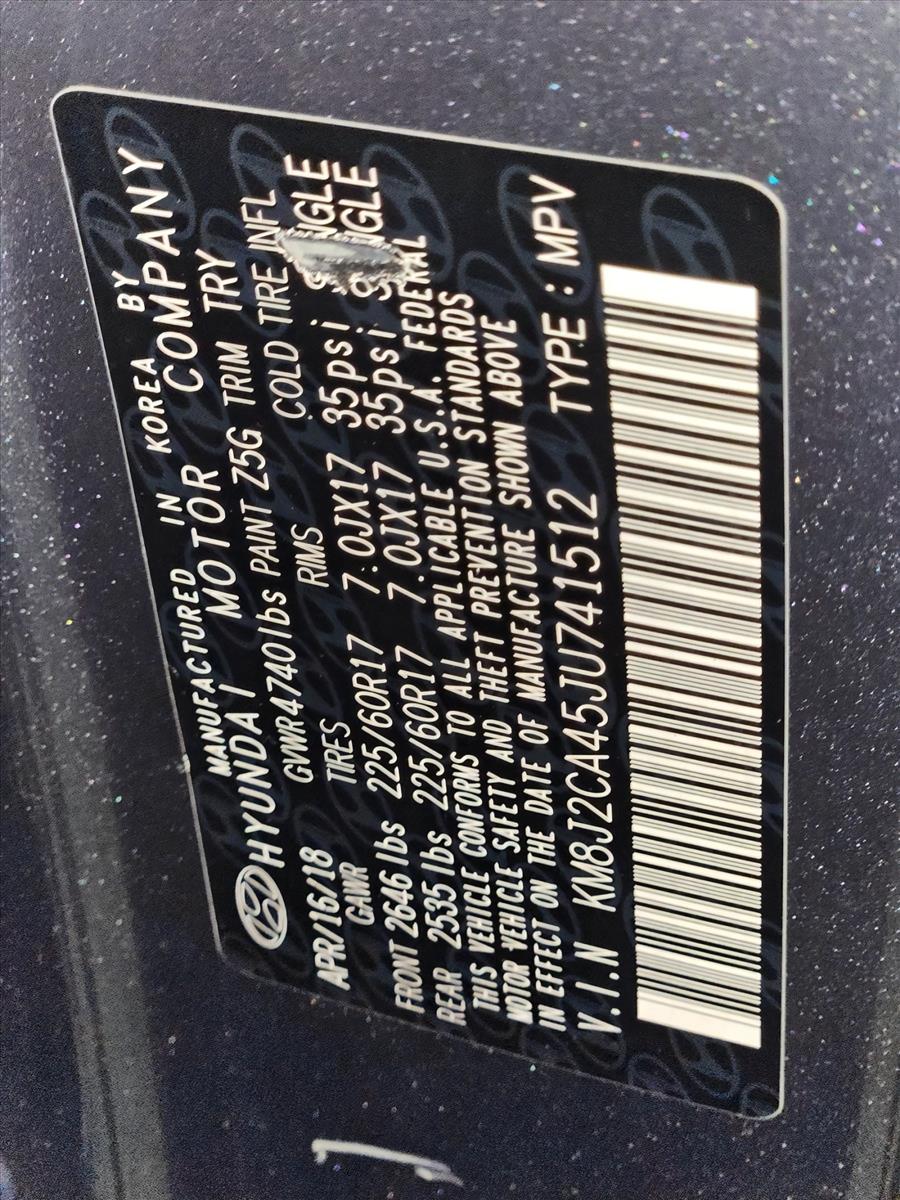 MANUFACTURED IN KOREA BY
HYUNDAI MOTOR COMPANY
APR/16/18 GVWR 4740lbs PAINT Z5G TRIM TRY
GAWR TIRES RIMS COLD TIRE INFL
FRONT 2646 lbs 225/60R17 7.0JX17 35psi SINGLE
REAR 2535 lbs 225/60R17 7.0JX17 35psi SINGLE
THIS VEHICLE CONFORMS TO ALL APPLICABLE U.S.A. FEDERAL
MOTOR VEHICLE SAFETY AND THEFT PREVENTION STANDARDS
IN EFFECT ON THE DATE OF MANUFACTURE SHOWN ABOVE
V.I.N KM8J2CA45JU741512 TYPE : MPV